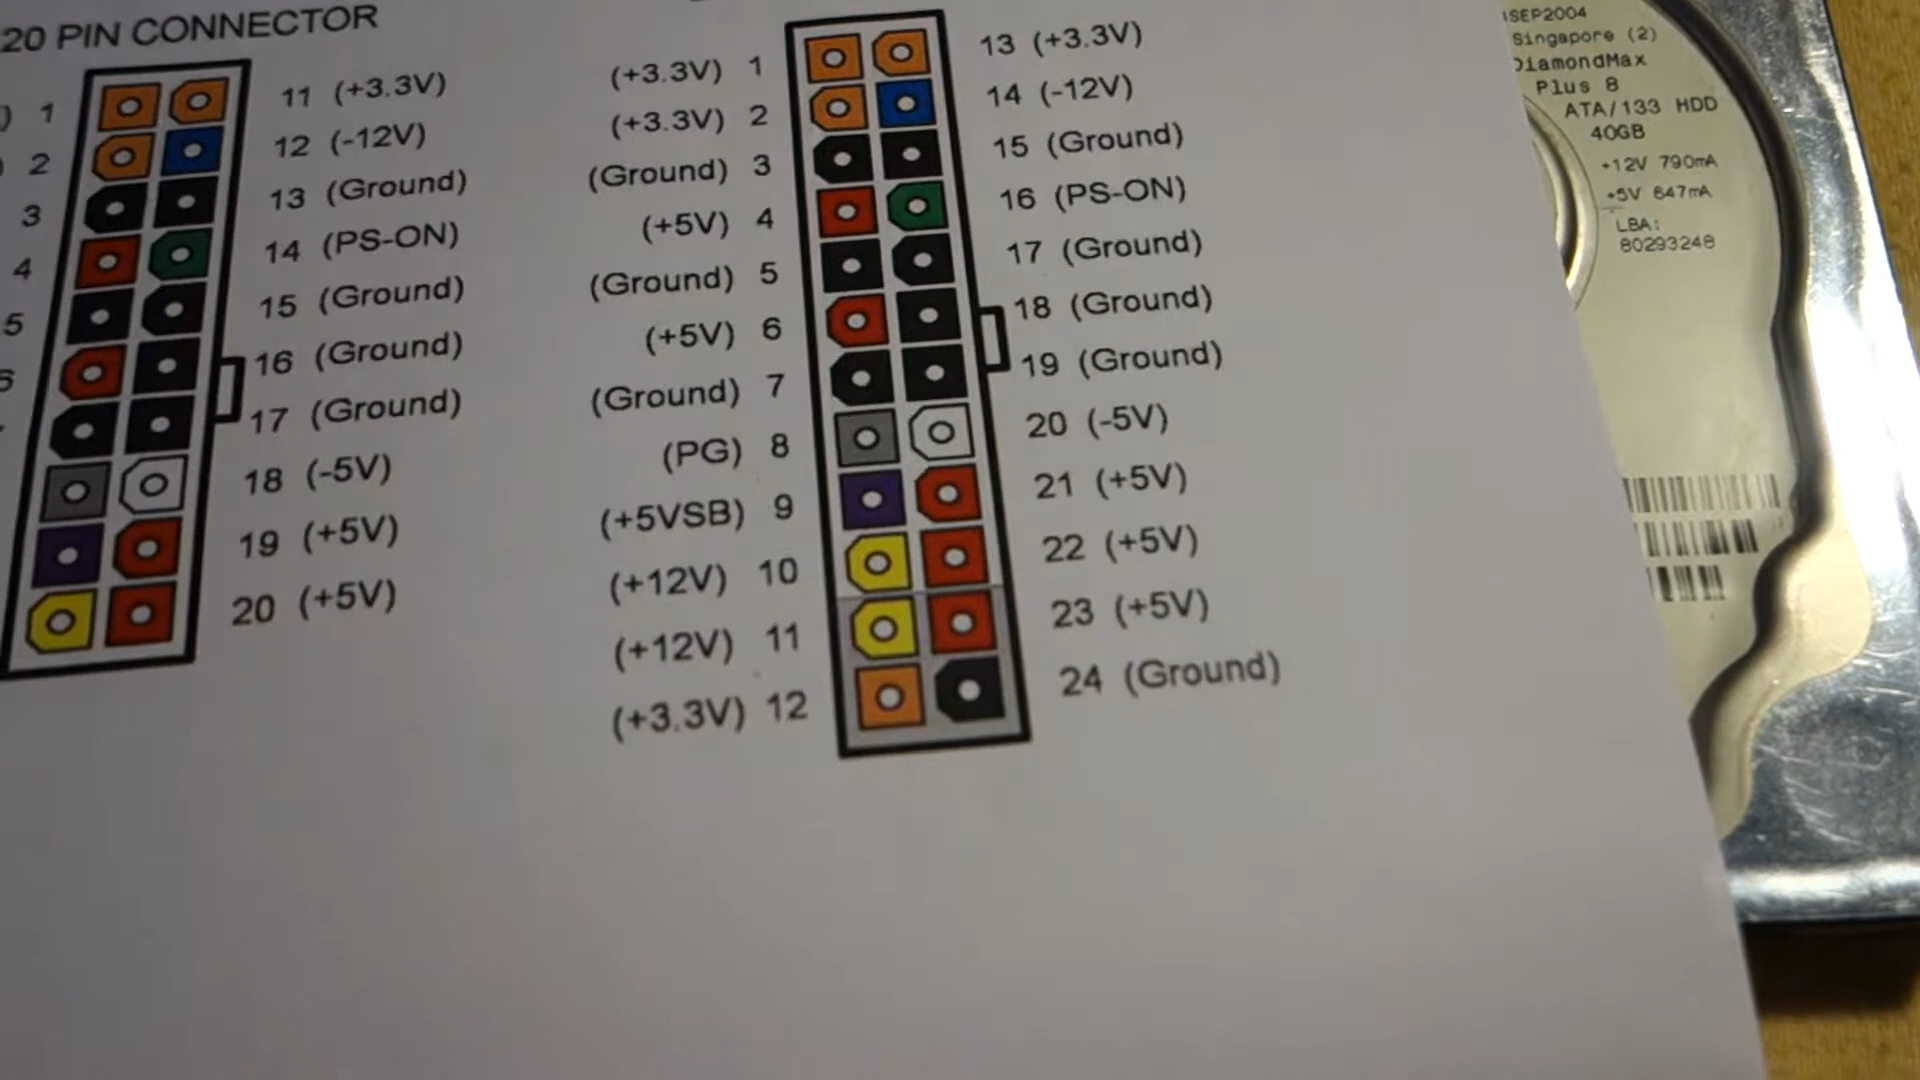 20 PIN CONNECTOR
) 1
11 (+3.3V)
2
12 (-12V)
3
13 (Ground)
4
14 (PS-ON)
5
15 (Ground)
6
16 (Ground)
17 (Ground)
18 (-5V)
19 (+5V)
20 (+5V)
(+3.3V) 1
13 (+3.3V)
(+3.3V) 2
14 (-12V)
(Ground) 3
15 (Ground)
(+5V) 4
16 (PS-ON)
(Ground) 5
17 (Ground)
(+5V) 6
18 (Ground)
(Ground) 7
19 (Ground)
(PG) 8
20 (-5V)
(+5VSB) 9
21 (+5V)
(+12V) 10
22 (+5V)
(+12V) 11
23 (+5V)
(+3.3V) 12
24 (Ground)
SEP2004
Singapore (2)
DiamondMax
Plus 8
ATA/133 HDD
40GB
+12V 790mA
+5V 647mA
LBA:
80293248